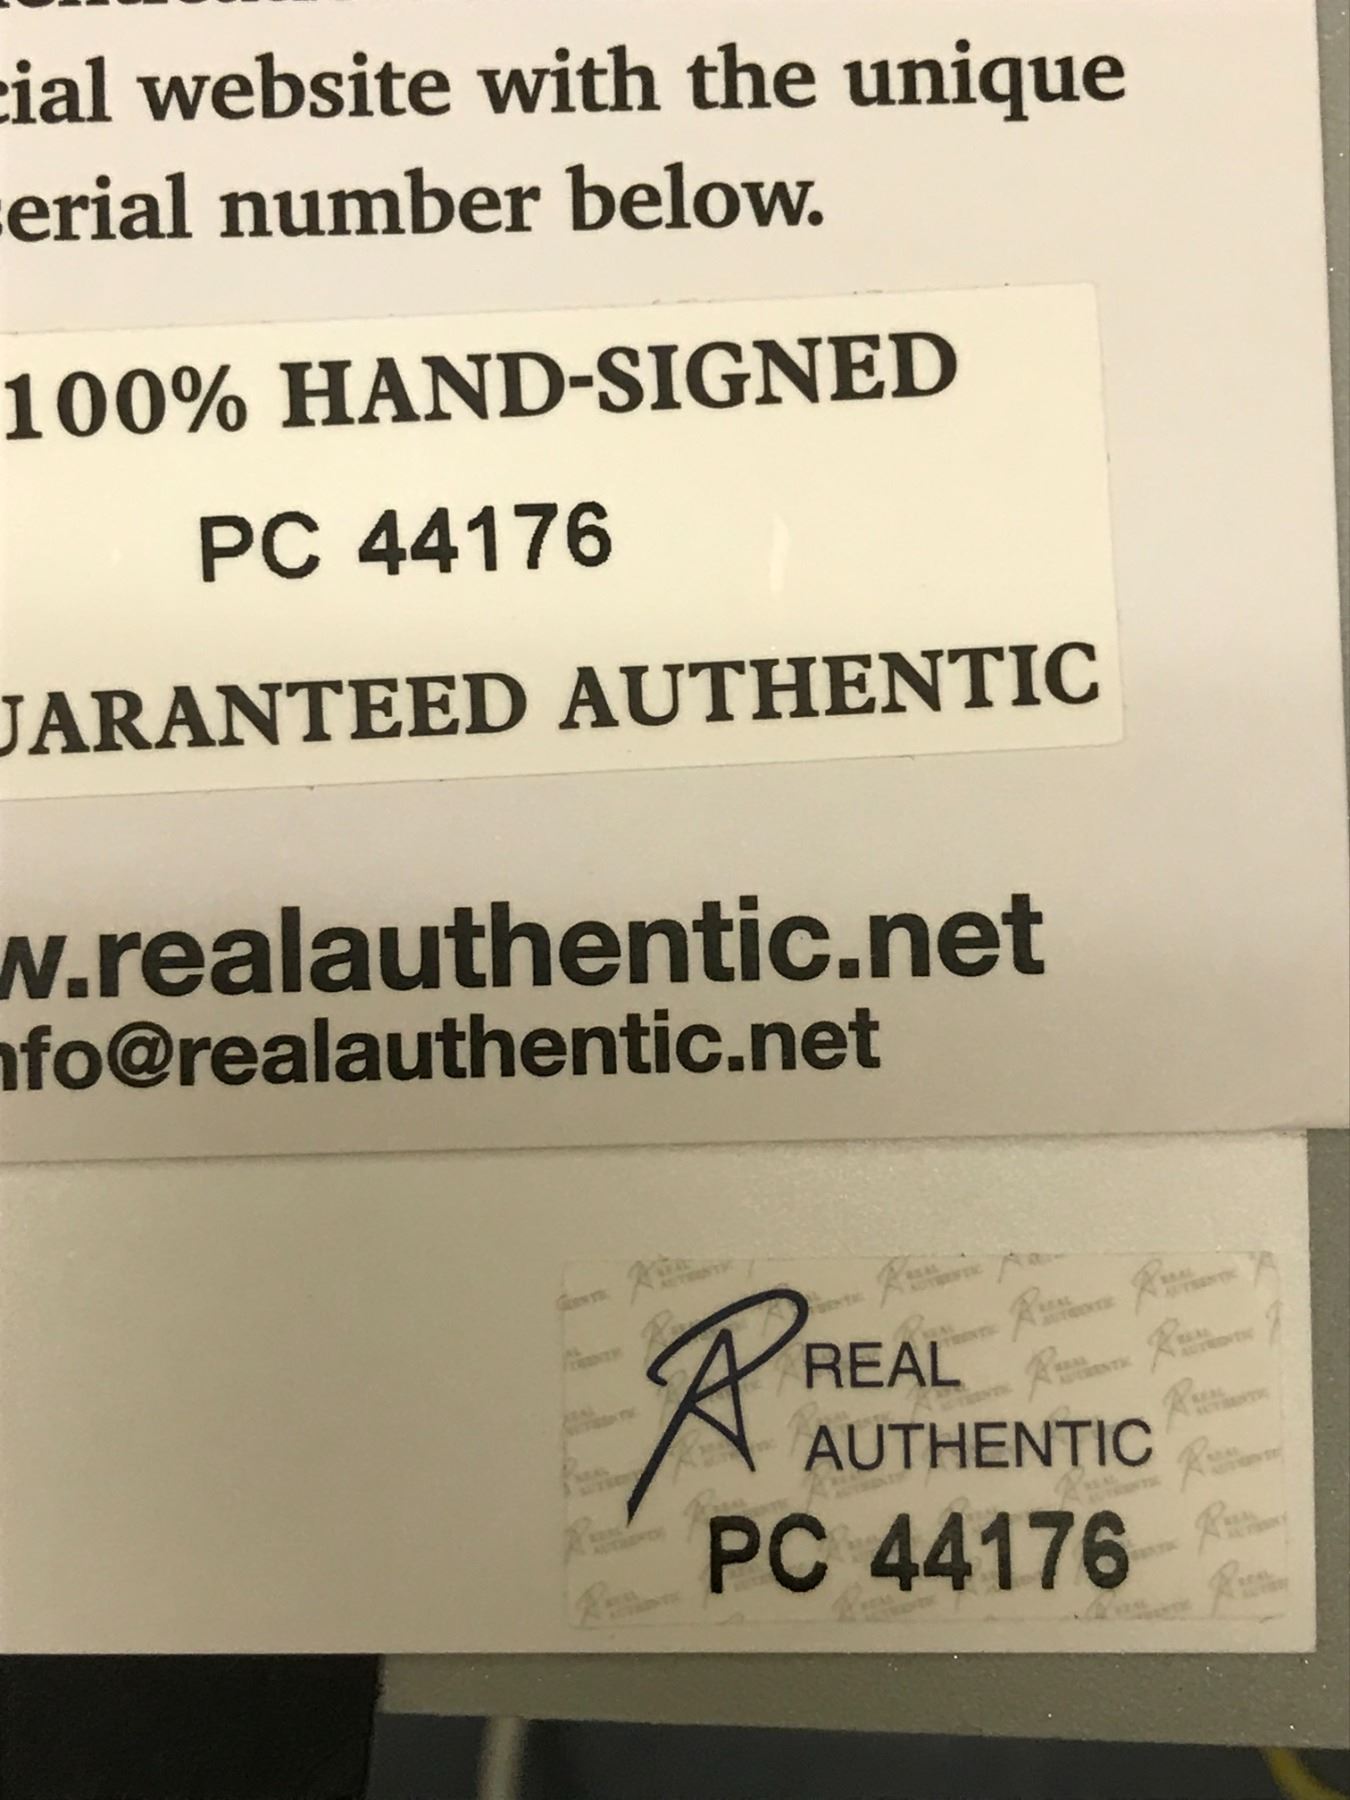 cial website with the unique
serial number below.
100% HAND-SIGNED
PC 44176
UARANTEED AUTHENTIC
w.realauthentic.net
nfo@realauthentic.net
REAL
AUTHENTIC
PC 44176